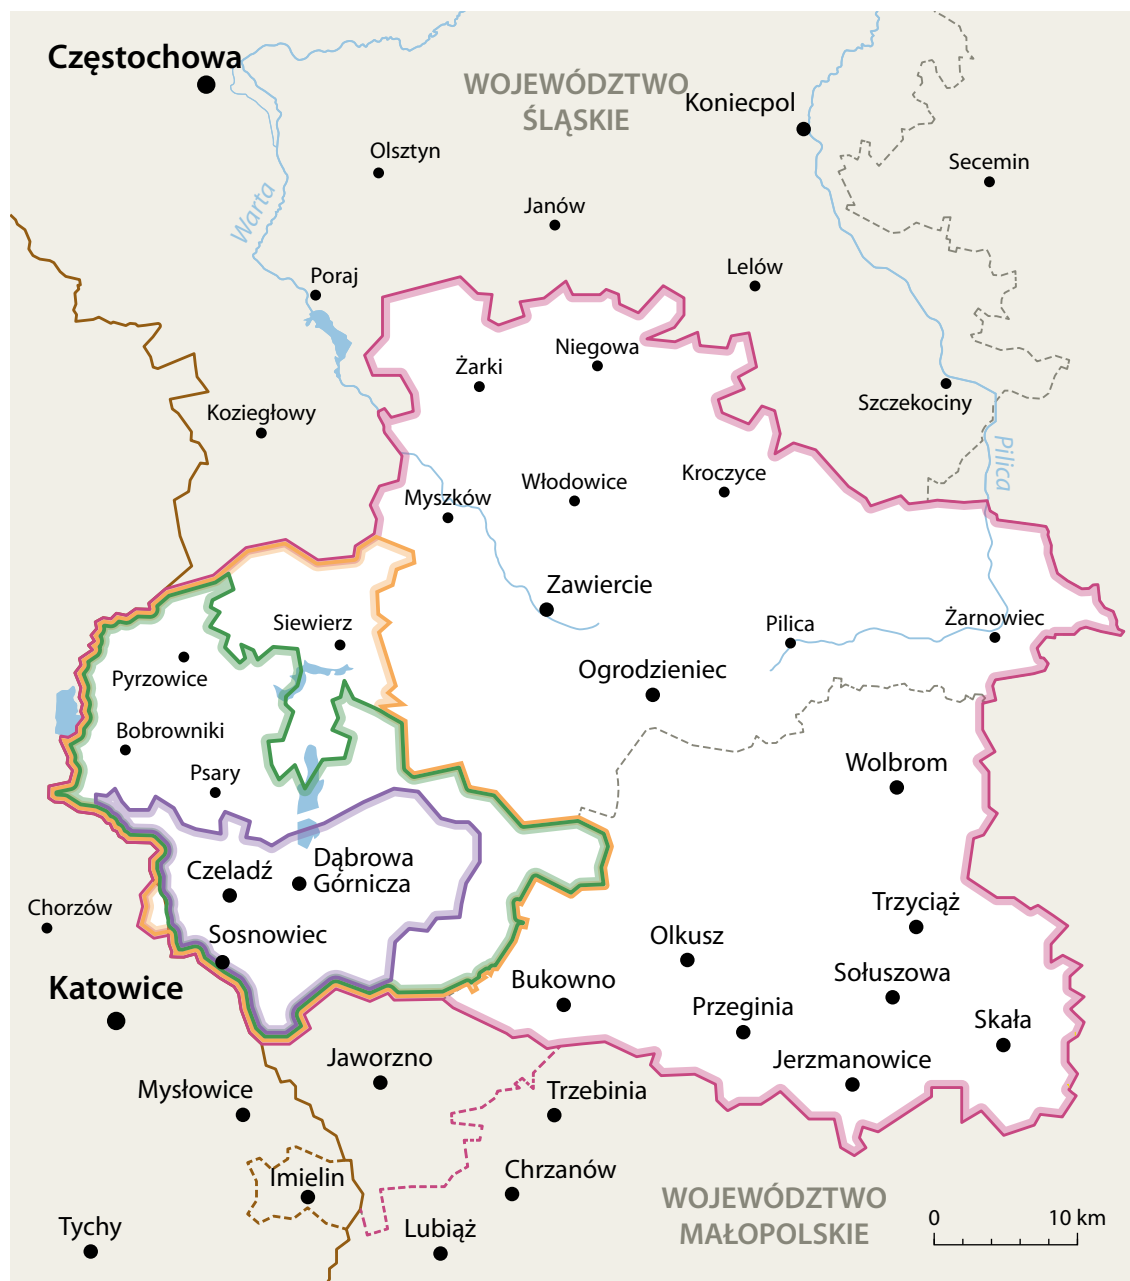 Częstochowa
WOJEWÓDZTWO
ŚLĄSKIE
Koniecpol
Olsztyn
Secemin
Warta
Janów
Poraj
Lelów
Niegowa
Żarki
Koziegłowy
Szczekociny
Pilica
Myszków
Włodowice
Kroczyce
Zawiercie
Siewierz
Pilica
Żarnowiec
Pyrzowice
Ogrodzieniec
Bobrowniki
Psary
Wolbrom
Czeladź
Dąbrowa
Górnicza
Chorzów
Sosnowiec
Trzyciąż
Olkusz
Katowice
Bukowno
Sołuszowa
Przeginia
Skała
Jaworzno
Jerzmanowice
Mysłowice
Trzebinia
Imielin
Chrzanów
WOJEWÓDZTWO
MAŁOPOLSKIE
Tychy
Lubiąż
0 10 km